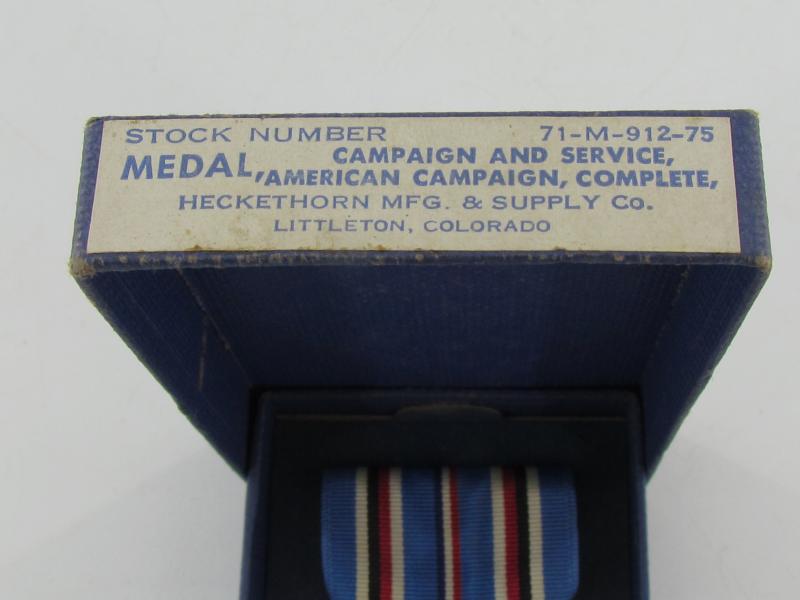 STOCK NUMBER 71-M-912-75
MEDAL, CAMPAIGN AND SERVICE,
AMERICAN CAMPAIGN, COMPLETE,
HECKETHORN MFG. & SUPPLY Co.
LITTLETON, COLORADO